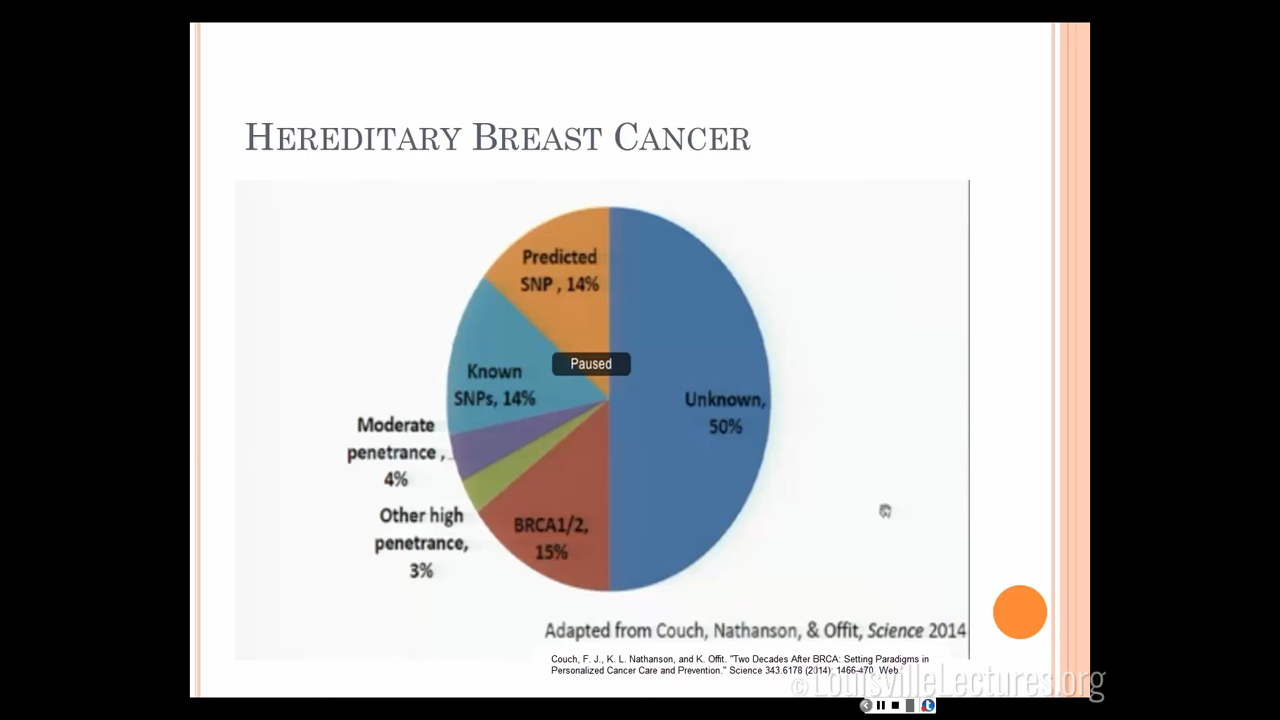 HEREDITARY BREAST CANCER
Predicted
SNP , 14%
Paused
Known
SNPs, 14%
Unknown,
50%
Moderate
penetrance ,
4%
Other high
penetrance,
3%
BRCA1/2,
15%
Adapted from Couch, Nathanson, & Offit, Science 2014
Couch, F. J., K. L. Nathanson, and K. Offit. "Two Decades After BRCA: Setting Paradigms in
Personalized Cancer Care and Prevention." Science 343.6178 (2014): 1466-470. Web.
© LouisvilleLectures.org